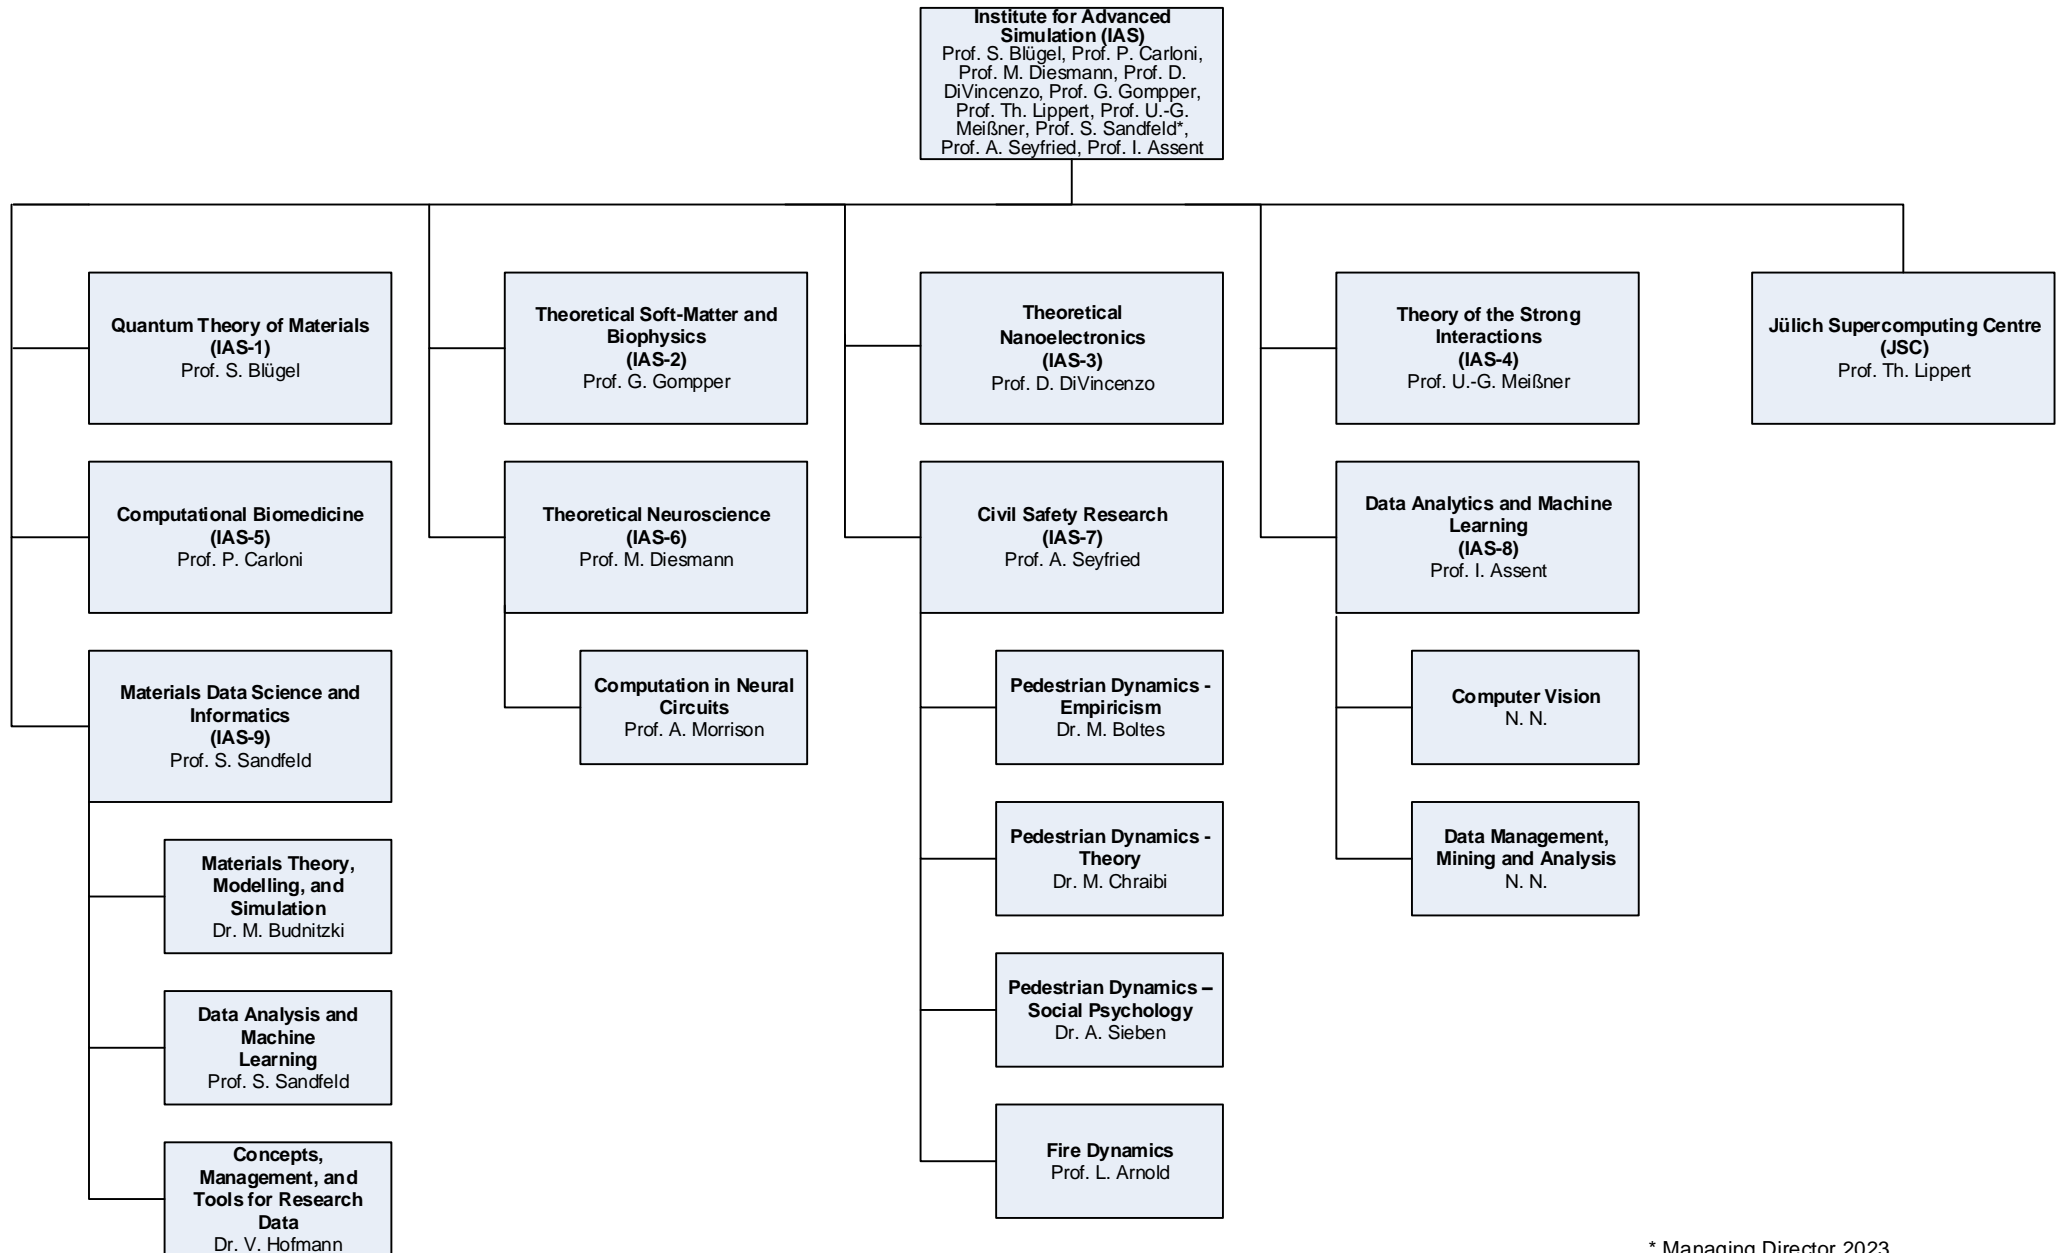 Institute for Advanced
Simulation (IAS)
Prof. S. Blügel, Prof. P. Carloni,
Prof. M. Diesmann, Prof. D.
DiVincenzo, Prof. G. Gompper,
Prof. Th. Lippert, Prof. U.-G.
Meißner, Prof. S. Sandfeld*,
Prof. A. Seyfried, Prof. I. Assent
Quantum Theory of Materials
(IAS-1)
Prof. S. Blügel
Theoretical Soft-Matter and
Biophysics
(IAS-2)
Prof. G. Gompper
Theoretical
Nanoelectronics
(IAS-3)
Prof. D. DiVincenzo
Theory of the Strong
Interactions
(IAS-4)
Prof. U.-G. Meißner
Jülich Supercomputing Centre
(JSC)
Prof. Th. Lippert
Computational Biomedicine
(IAS-5)
Prof. P. Carloni
Theoretical Neuroscience
(IAS-6)
Prof. M. Diesmann
Civil Safety Research
(IAS-7)
Prof. A. Seyfried
Data Analytics and Machine
Learning
(IAS-8)
Prof. I. Assent
Materials Data Science and
Informatics
(IAS-9)
Prof. S. Sandfeld
Computation in Neural
Circuits
Prof. A. Morrison
Pedestrian Dynamics -
Empiricism
Dr. M. Boltes
Computer Vision
N. N.
Materials Theory,
Modelling, and
Simulation
Dr. M. Budnitzki
Pedestrian Dynamics -
Theory
Dr. M. Chraibi
Data Management,
Mining and Analysis
N. N.
Data Analysis and
Machine
Learning
Prof. S. Sandfeld
Pedestrian Dynamics –
Social Psychology
Dr. A. Sieben
Concepts,
Management, and
Tools for Research
Data
Dr. V. Hofmann
Fire Dynamics
Prof. L. Arnold
* Managing Director 2023